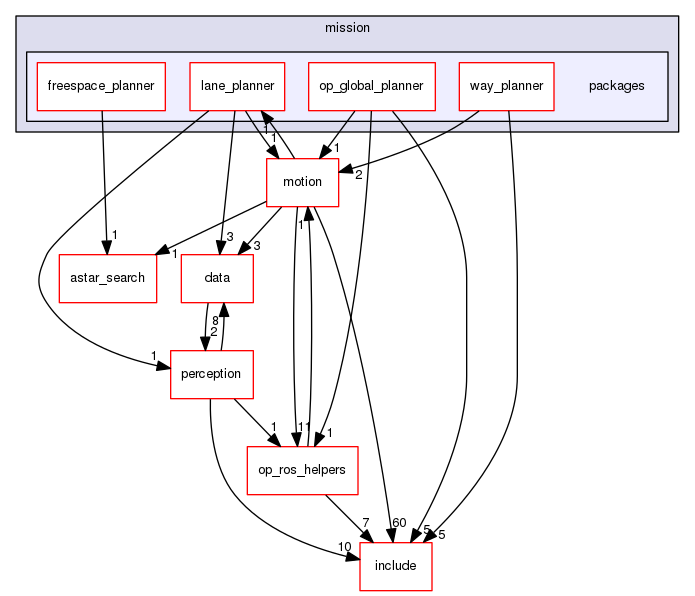 mission
freespace_planner
lane_planner
op_global_planner
way_planner
packages
1
1
1
2
motion
1
3
1
3
1
astar_search
data
8
2
1
perception
1
11
1
op_ros_helpers
7
60
5
5
10
include